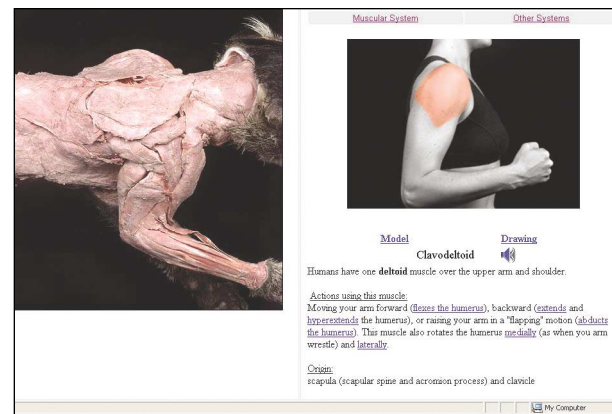 Muscular System Other Systems
Model Drawing
Clavodeltoid
Humans have one deltoid muscle over the upper arm and shoulder.
Actions using this muscle:
Moving your arm forward (flexes the humerus), backward (extends and
hyperextends the humerus), or raising your arm in a "flapping" motion (abducts
the humerus). This muscle also rotates the humerus medially (as when you arm
wrestle) and laterally.
Origin:
scapula (scapular spine and acromion process) and clavicle
My Computer